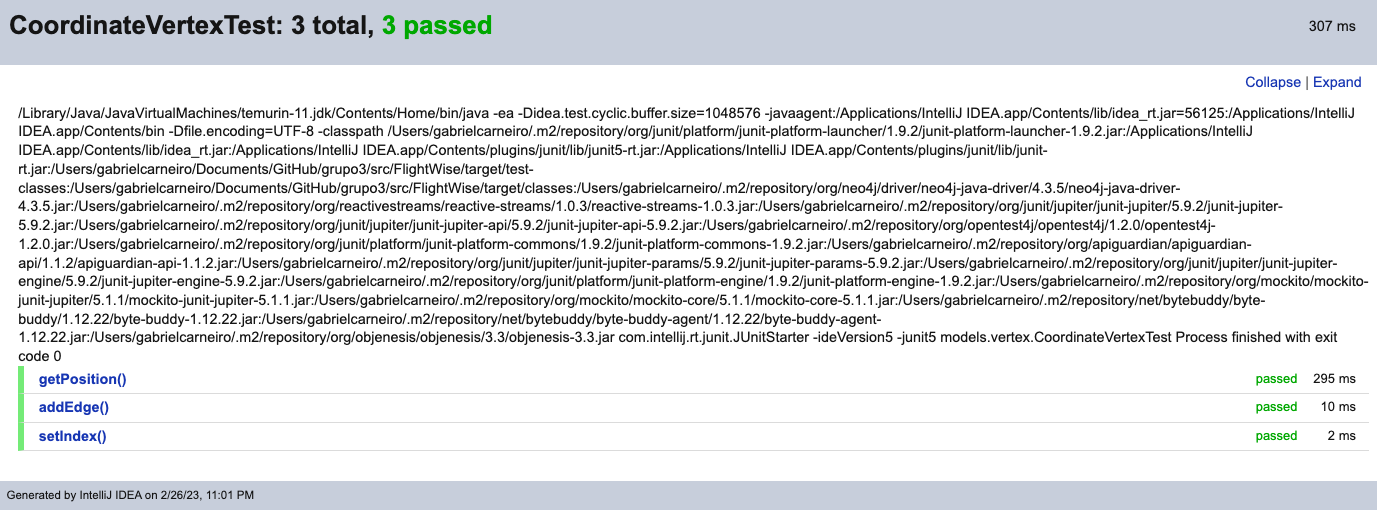 CoordinateVertexTest: 3 total, 3 passed
307 ms
Collapse | Expand
/Library/Java/JavaVirtualMachines/temurin-11.jdk/Contents/Home/bin/java -ea -Didea.test.cyclic.buffer.size=1048576 -javaagent:/Applications/IntelliJ IDEA.app/Contents/lib/idea_rt.jar=56125:/Applications/IntelliJ
IDEA.app/Contents/bin -Dfile.encoding=UTF-8 -classpath /Users/gabrielcarneiro/.m2/repository/org/junit/platform/junit-platform-launcher/1.9.2/junit-platform-launcher-1.9.2.jar:/Applications/IntelliJ
IDEA.app/Contents/lib/idea_rt.jar:/Applications/IntelliJ IDEA.app/Contents/plugins/junit/lib/junit5-rt.jar:/Applications/IntelliJ IDEA.app/Contents/plugins/junit/lib/junit-
rt.jar:/Users/gabrielcarneiro/Documents/GitHub/grupo3/src/FlightWise/target/test-
classes:/Users/gabrielcarneiro/Documents/GitHub/grupo3/src/FlightWise/target/classes:/Users/gabrielcarneiro/.m2/repository/org/neo4j/driver/neo4j-java-driver/4.3.5/neo4j-java-driver-
4.3.5.jar:/Users/gabrielcarneiro/.m2/repository/org/reactivestreams/reactive-streams/1.0.3/reactive-streams-1.0.3.jar:/Users/gabrielcarneiro/.m2/repository/org/junit/jupiter/junit-jupiter/5.9.2/junit-jupiter-
5.9.2.jar:/Users/gabrielcarneiro/.m2/repository/org/junit/jupiter/junit-jupiter-api/5.9.2/junit-jupiter-api-5.9.2.jar:/Users/gabrielcarneiro/.m2/repository/org/opentest4j/opentest4j/1.2.0/opentest4j-
1.2.0.jar:/Users/gabrielcarneiro/.m2/repository/org/junit/platform/junit-platform-commons/1.9.2/junit-platform-commons-1.9.2.jar:/Users/gabrielcarneiro/.m2/repository/org/apiguardian/apiguardian-
api/1.1.2/apiguardian-api-1.1.2.jar:/Users/gabrielcarneiro/.m2/repository/org/junit/jupiter/junit-jupiter-params/5.9.2/junit-jupiter-params-5.9.2.jar:/Users/gabrielcarneiro/.m2/repository/org/junit/jupiter/junit-jupiter-
engine/5.9.2/junit-jupiter-engine-5.9.2.jar:/Users/gabrielcarneiro/.m2/repository/org/junit/platform/junit-platform-engine/1.9.2/junit-platform-engine-1.9.2.jar:/Users/gabrielcarneiro/.m2/repository/org/mockito/mockito-
junit-jupiter/5.1.1/mockito-junit-jupiter-5.1.1.jar:/Users/gabrielcarneiro/.m2/repository/org/mockito/mockito-core/5.1.1/mockito-core-5.1.1.jar:/Users/gabrielcarneiro/.m2/repository/net/bytebuddy/byte-
buddy/1.12.22/byte-buddy-1.12.22.jar:/Users/gabrielcarneiro/.m2/repository/net/bytebuddy/byte-buddy-agent/1.12.22/byte-buddy-agent-
1.12.22.jar:/Users/gabrielcarneiro/.m2/repository/org/objenesis/objenesis/3.3/objenesis-3.3.jar com.intellij.rt.junit.JUnitStarter -ideVersion5 -junit5 models.vertex.CoordinateVertexTest Process finished with exit
code 0
getPosition() passed 295 ms
addEdge() passed 10 ms
setIndex() passed 2 ms
Generated by IntelliJ IDEA on 2/26/23, 11:01 PM